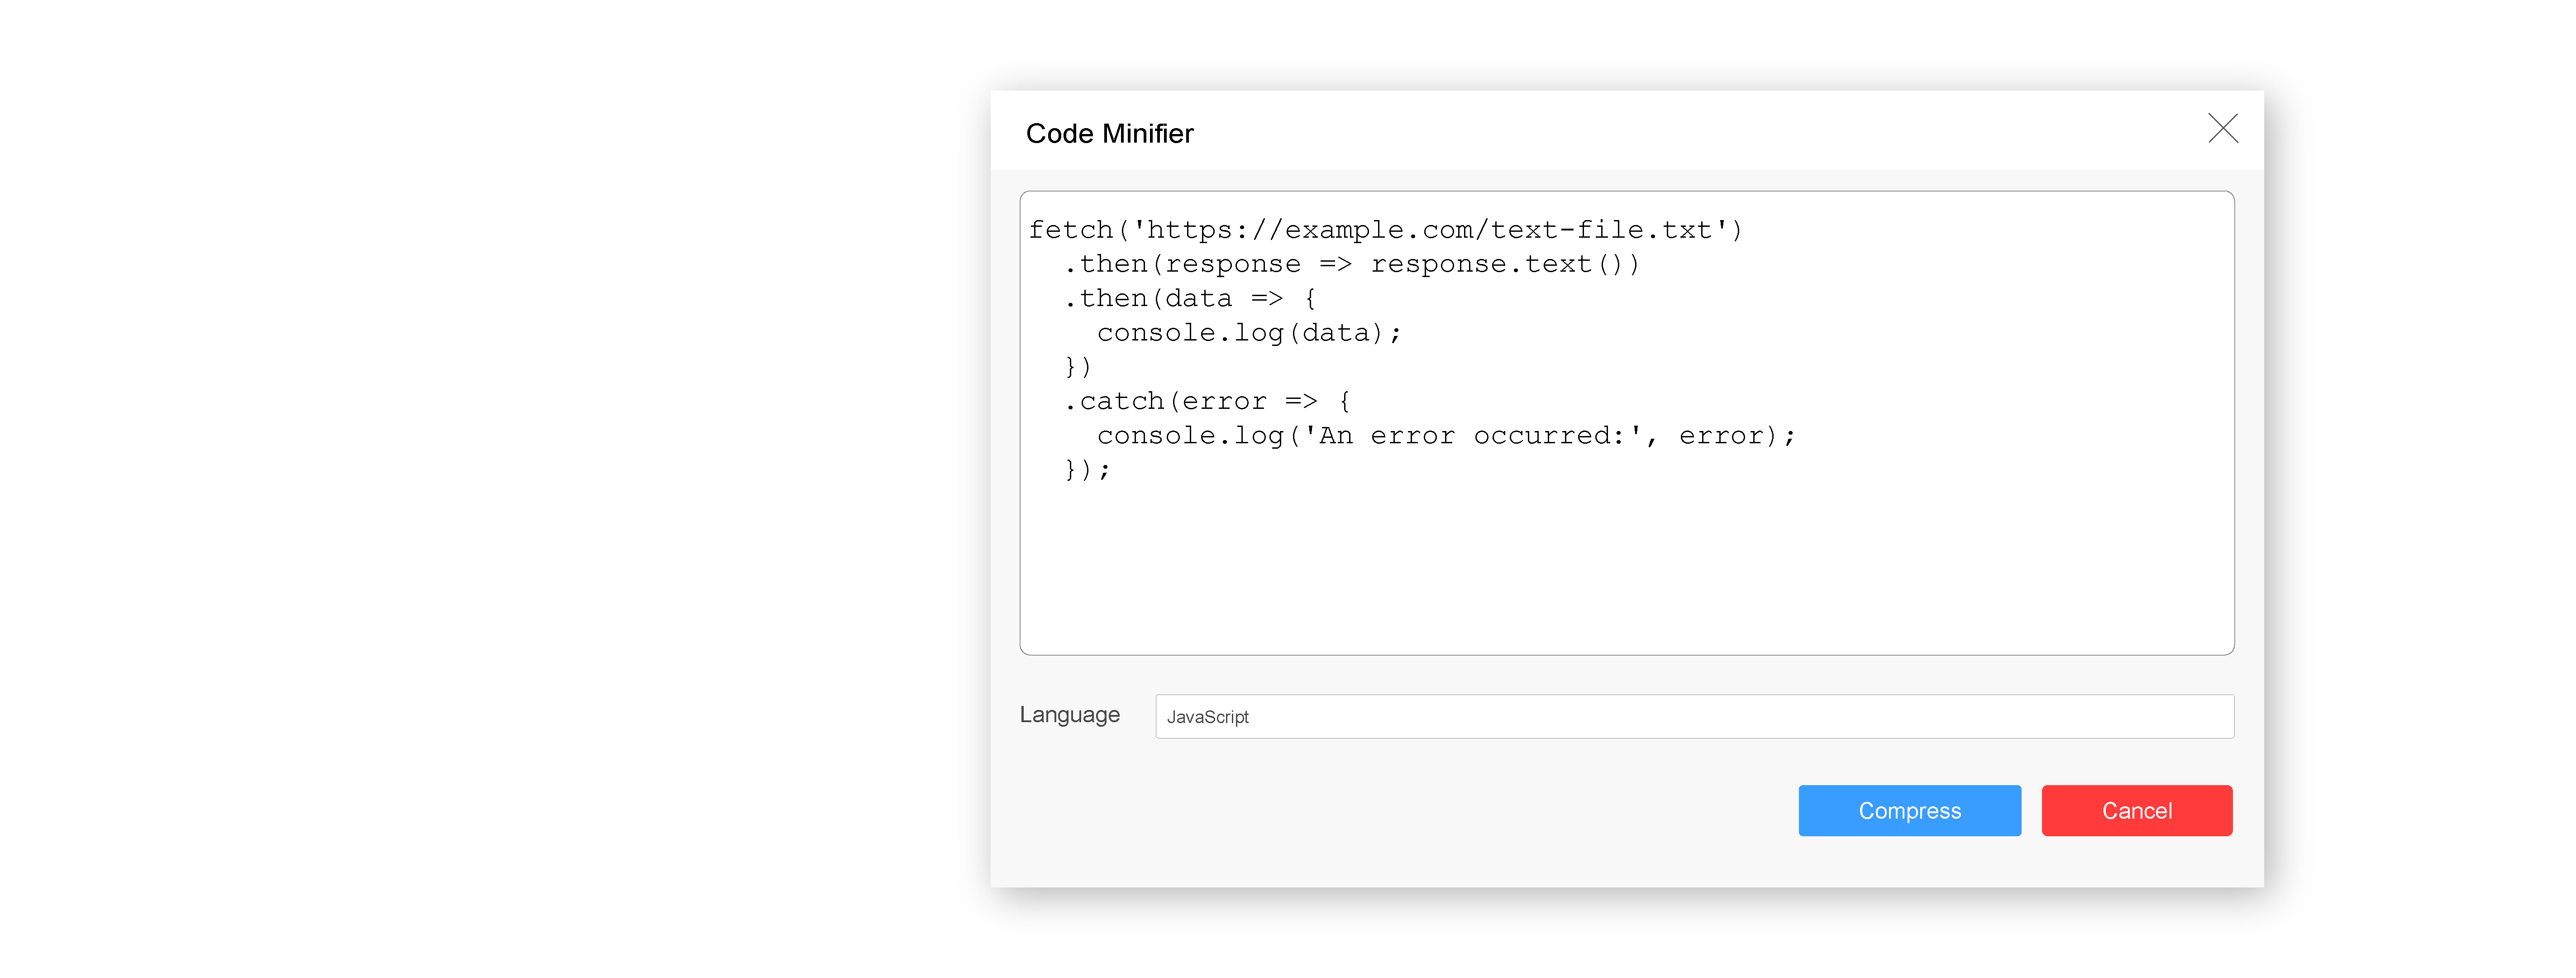 Code Minifier
fetch('https://example.com/text-file.txt')
  .then(response => response.text())
  .then(data => {
    console.log(data);
  })
  .catch(error => {
    console.log('An error occurred:', error);
  });
Language
JavaScript
Compress
Cancel